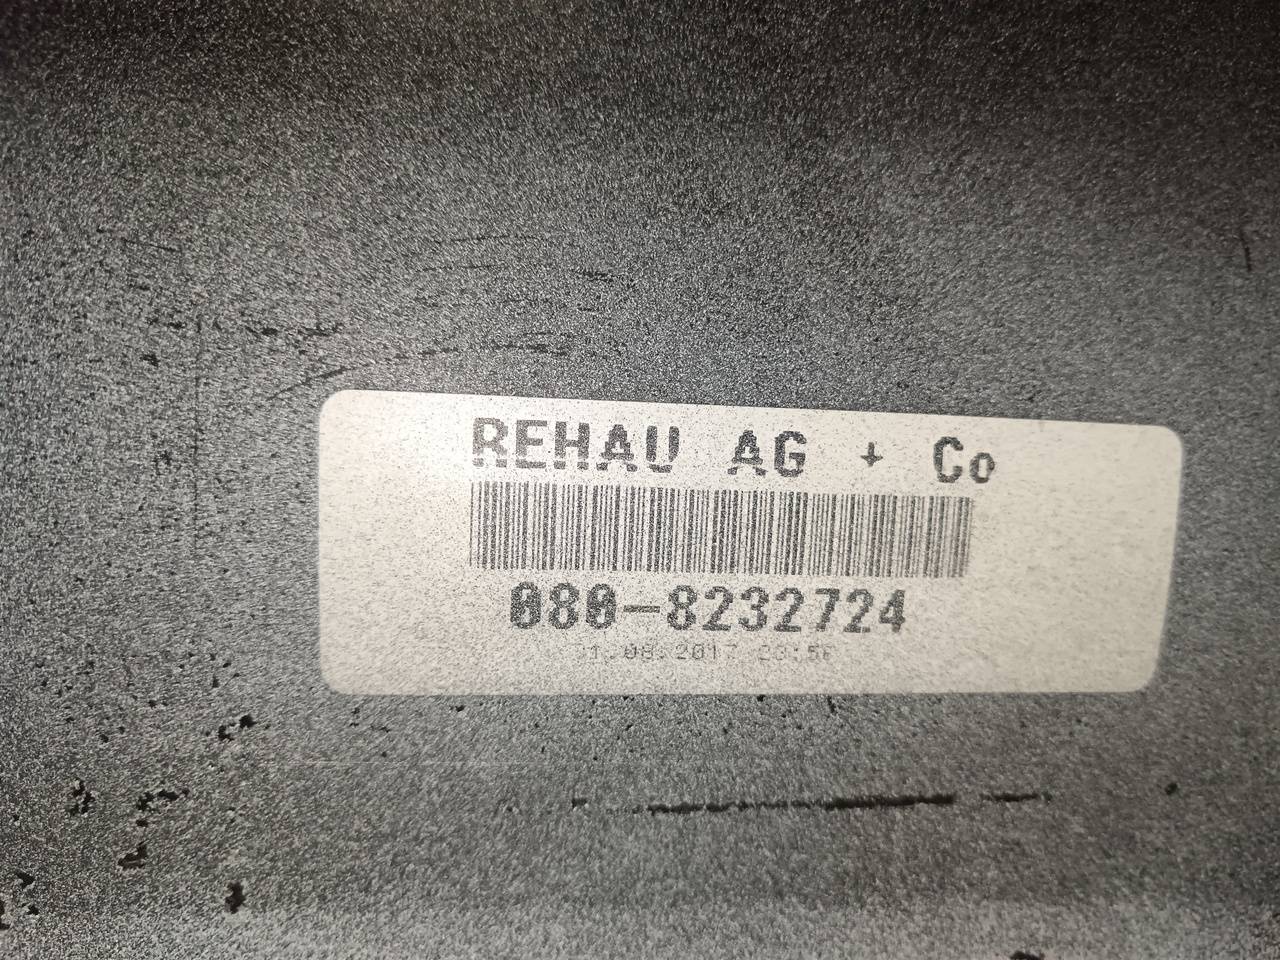 REHAU AG + Co
080-8232724